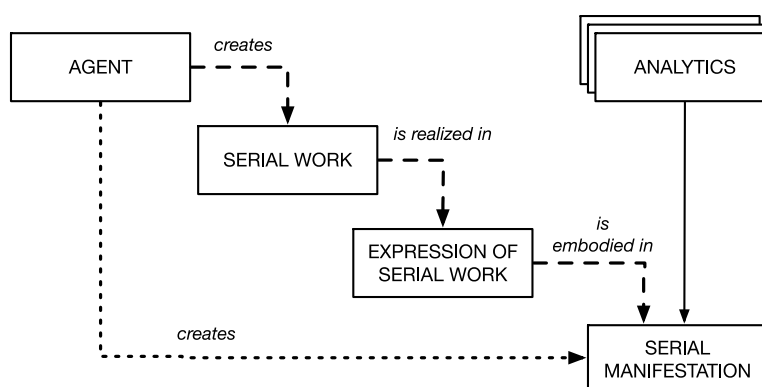 creates
AGENT
ANALYTICS
is realized in
SERIAL WORK
is
embodied in
EXPRESSION OF
SERIAL WORK
creates
SERIAL
MANIFESTATION